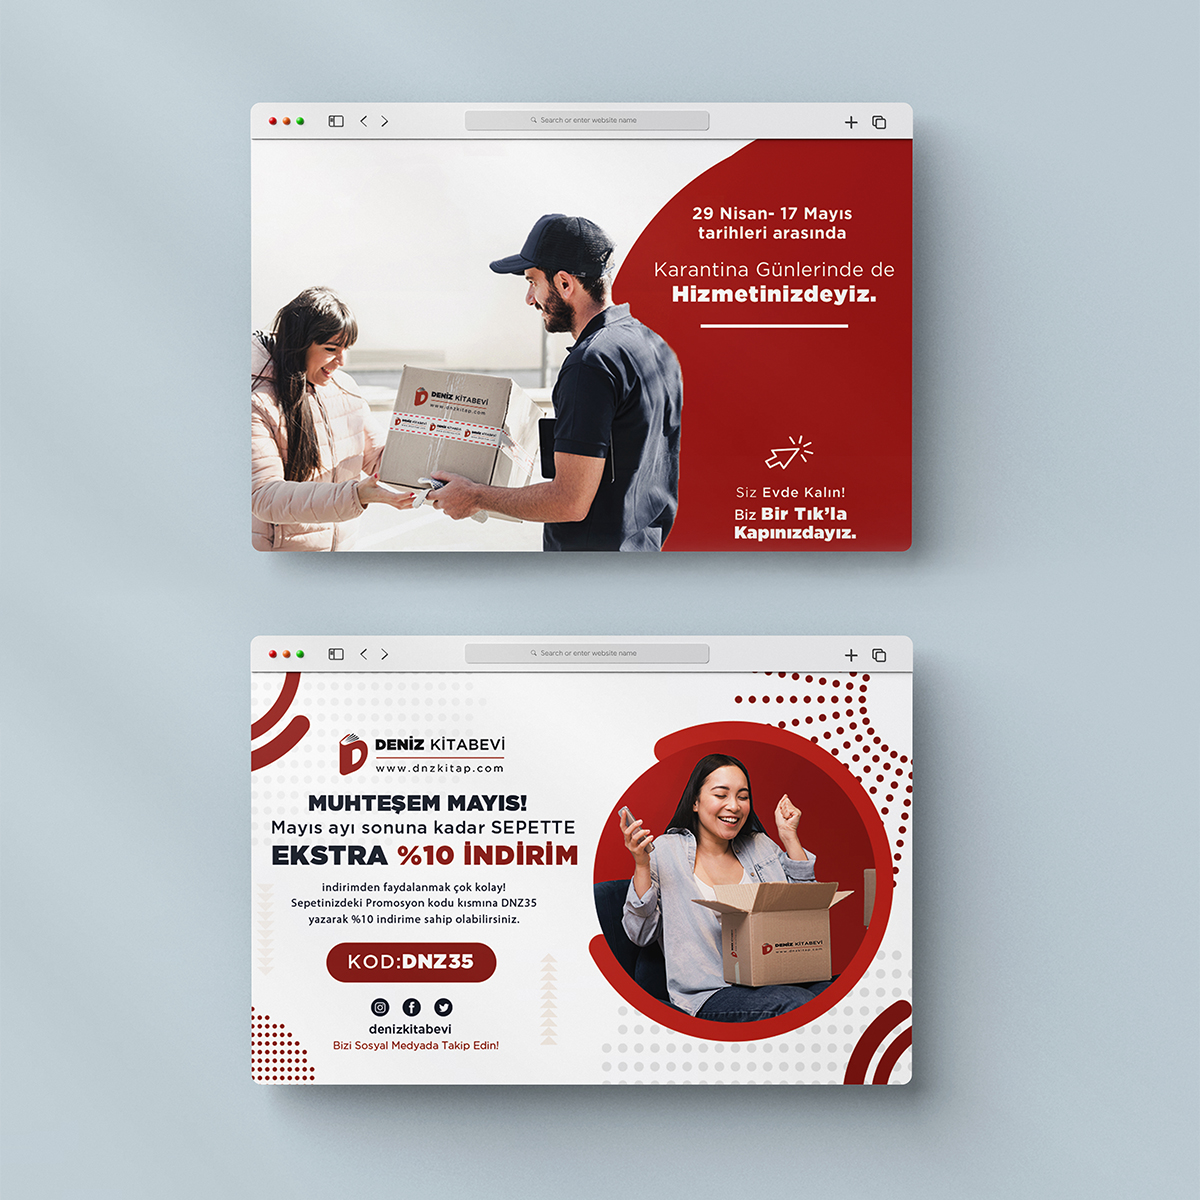 Search or enter website name
29 Nisan- 17 Mayıs
tarihleri arasında
Karantina Günlerinde de
Hizmetinizdeyiz.
DENİZ KİTABEVİ
www.dnzkitap.com
Siz Evde Kalın!
Biz Bir Tık'la
Kapınızdayız.
Search or enter website name
DENİZ KİTABEVİ
www.dnzkitap.com
MUHTEŞEM MAYIS!
Mayıs ayı sonuna kadar SEPETTE
EKSTRA %10 İNDİRİM
indirimden faydalanmak çok kolay!
Sepetinizdeki Promosyon kodu kısmına DNZ35
yazarak %10 indirime sahip olabilirsiniz.
KOD:DNZ35
denizkitabevi
Bizi Sosyal Medyada Takip Edin!
DENİZ KİTABEVİ